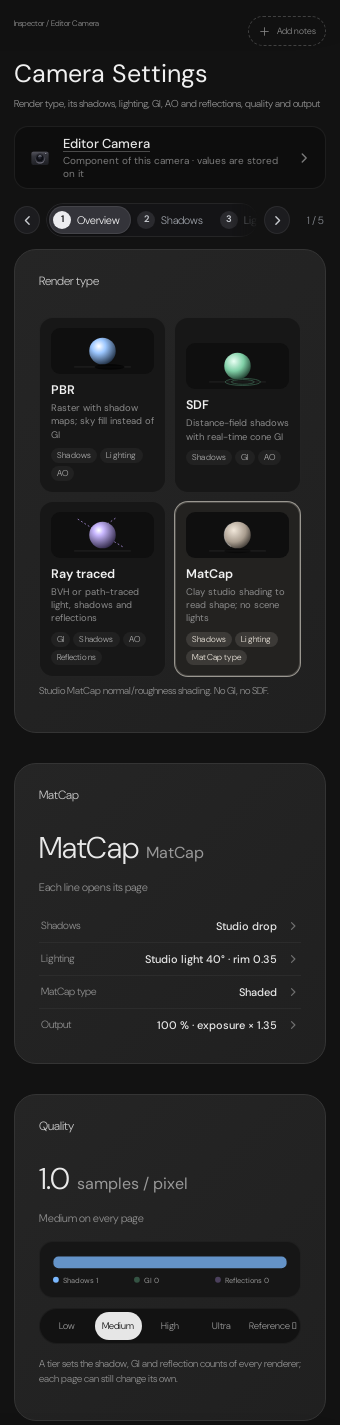 Inspector / Editor Camera
Add notes
Camera Settings
Render type, its shadows, lighting, GI, AO and reflections, quality and output
Editor Camera
Component of this camera · values are stored
on it
1 Overview 2 Shadows 3 1 / 5
Render type
PBR
Raster with shadow
maps; sky fill instead of
GI
Shadows Lighting
AO
SDF
Distance-field shadows
with real-time cone GI
Shadows GI AO
Ray traced
BVH or path-traced
light, shadows and
reflections
GI Shadows AO
Reflections
MatCap
Clay studio shading to
read shape; no scene
lights
Shadows Lighting
MatCap type
Studio MatCap normal/roughness shading. No GI, no SDF.
MatCap
MatCap MatCap
Each line opens its page
Shadows Studio drop
Lighting Studio light 40° · rim 0.35
MatCap type Shaded
Output 100 % · exposure × 1.35
Quality
1.0 samples / pixel
Medium on every page
Shadows 1 GI 0 Reflections 0
Low Medium High Ultra Reference
A tier sets the shadow, GI and reflection counts of every renderer;
each page can still change its own.